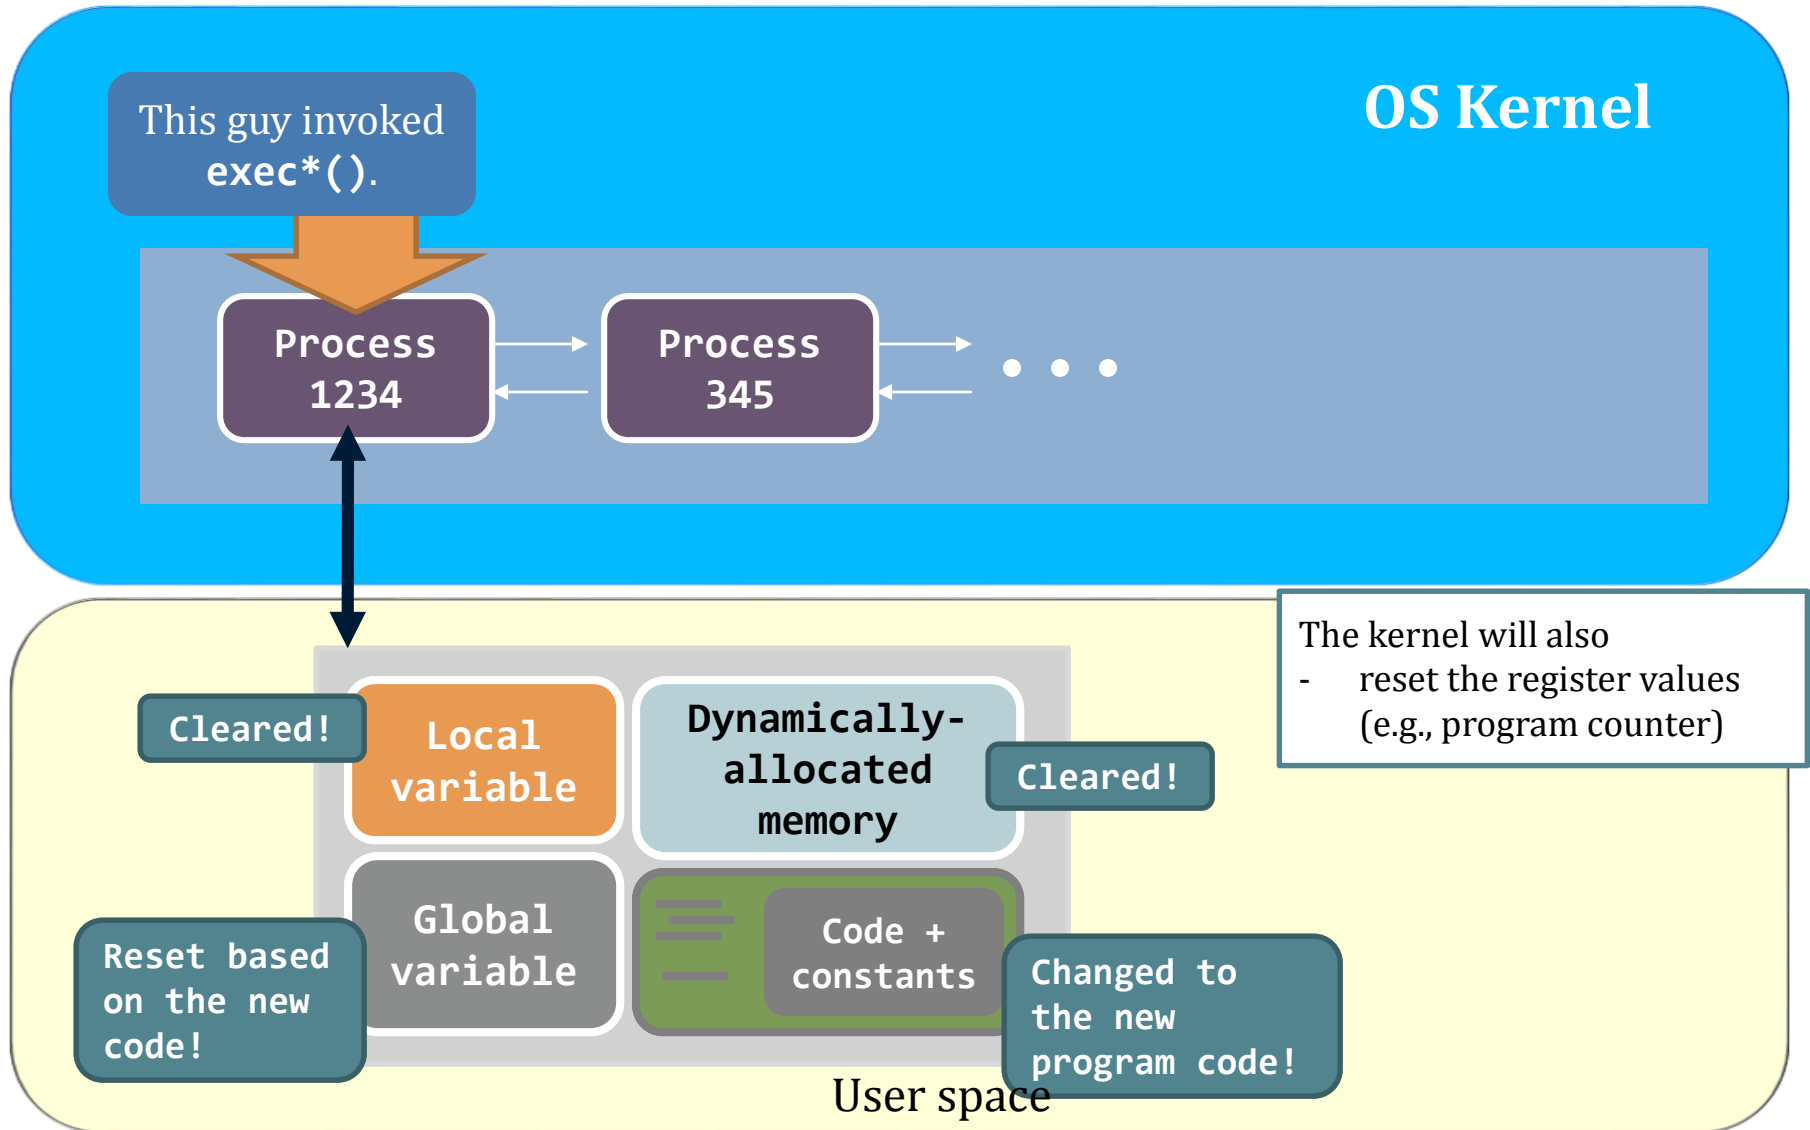 This guy invoked
exec*().
OS Kernel
Process
1234
Process
345
The kernel will also
- reset the register values
(e.g., program counter)
Cleared!
Local
variable
Dynamically-
allocated
memory
Cleared!
Global
variable
Code +
constants
Reset based
on the new
code!
Changed to
the new
program code!
User space